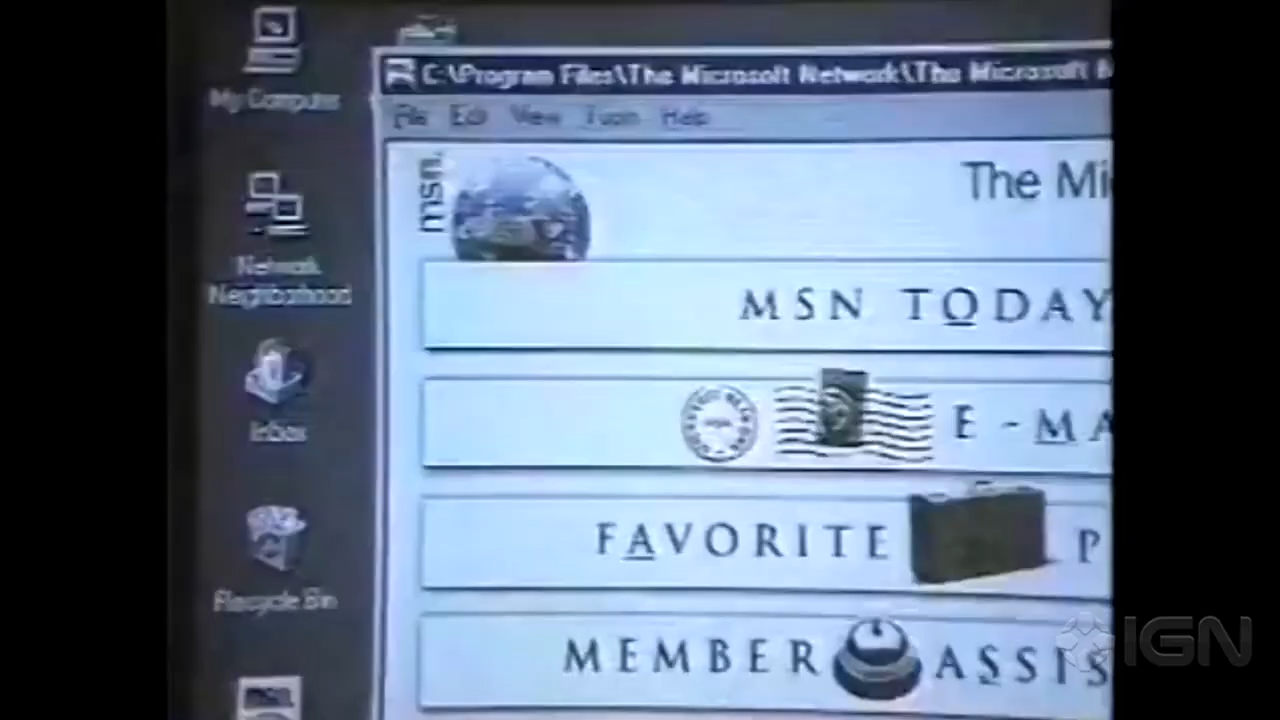 My Computer
C:\Program Files\The Microsoft Network\The Microsoft
File Edit View Tools Help
msn.
The Mi
Network
Neighborhood
MSN TODAY
Inbox
E-MA
FAVORITE P
Recycle Bin
MEMBER ASSIS
msn
IGN